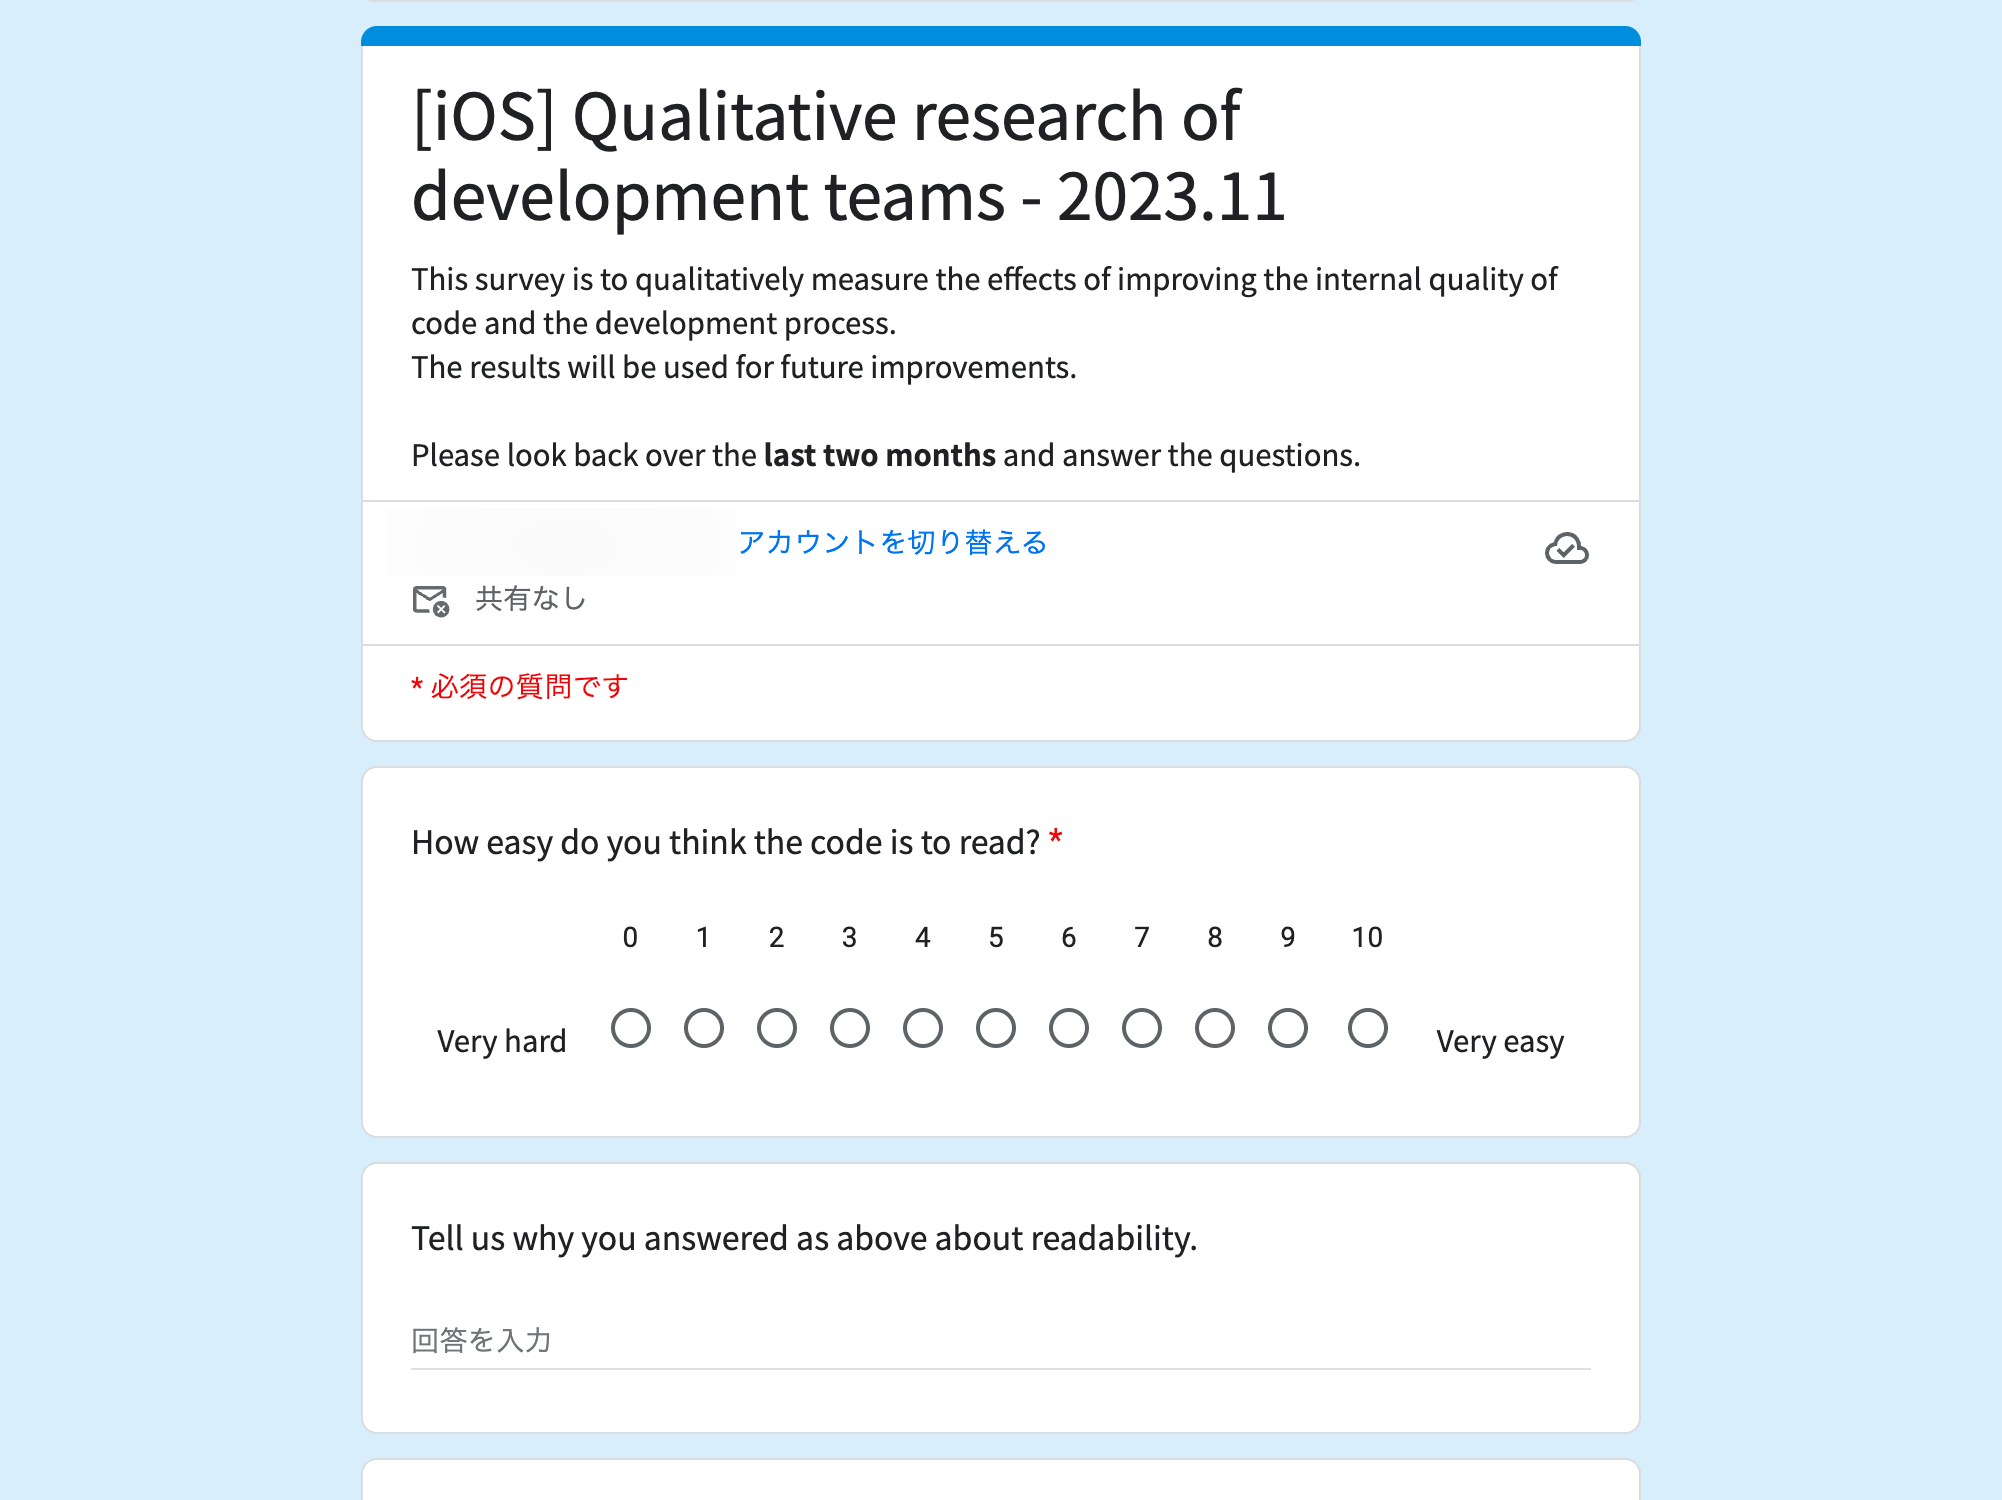 [iOS] Qualitative research of
development teams - 2023.11
This survey is to qualitatively measure the effects of improving the internal quality of
code and the development process.
The results will be used for future improvements.
Please look back over the last two months and answer the questions.
アカウントを切り替える
共有なし
* 必須の質問です
How easy do you think the code is to read? *
0 1 2 3 4 5 6 7 8 9 10
Very hard Very easy
Tell us why you answered as above about readability.
回答を入力